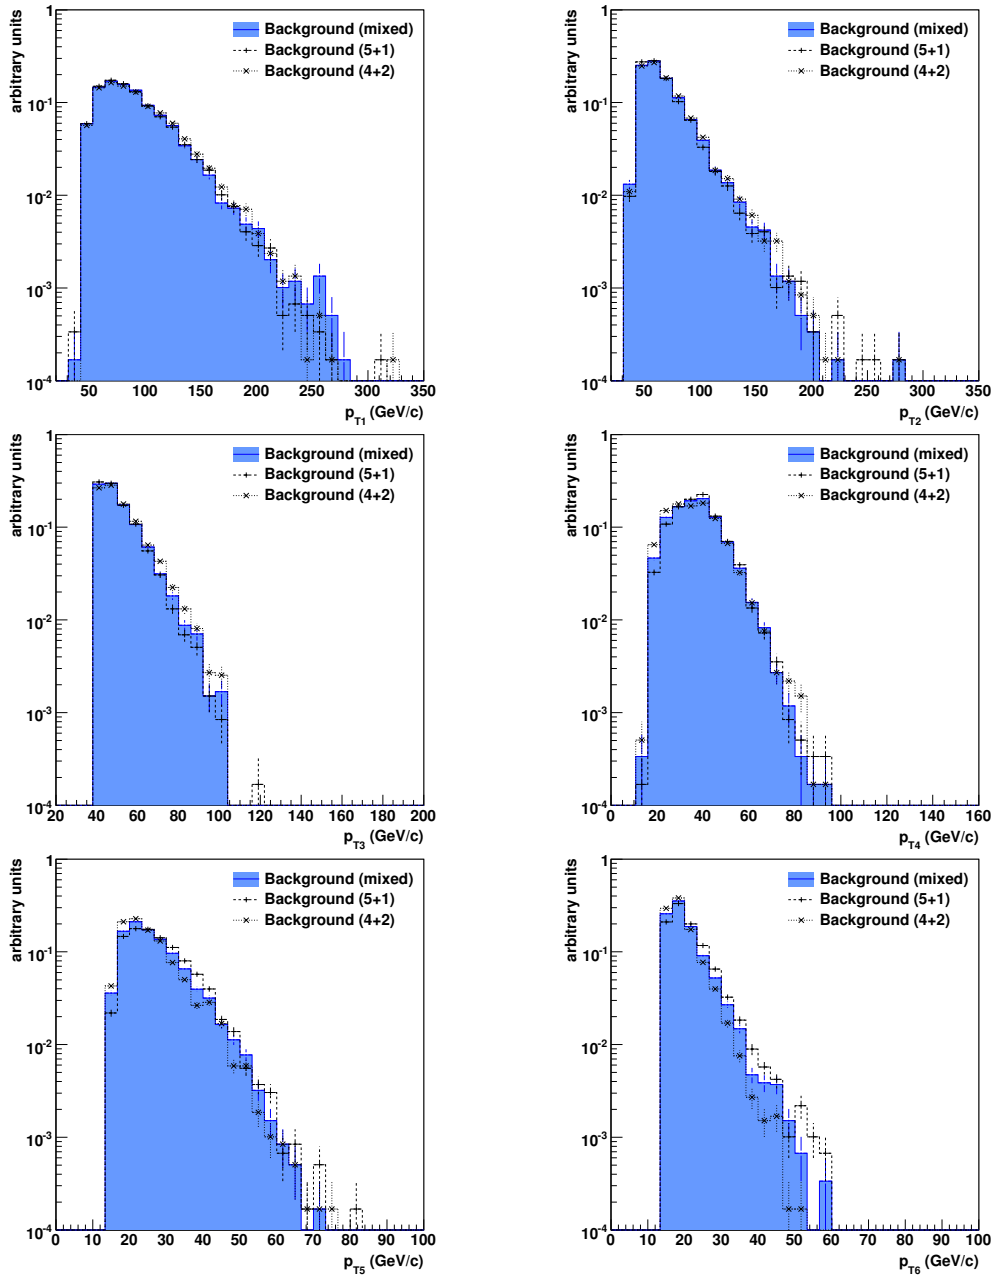 arbitrary units
1
10-1
10-2
10-3
10-4
Background (mixed)
Background (5+1)
Background (4+2)
50 100 150 200 250 300 350
pT1 (GeV/c)
arbitrary units
1
10-1
10-2
10-3
10-4
Background (mixed)
Background (5+1)
Background (4+2)
50 100 150 200 250 300 350
pT2 (GeV/c)
arbitrary units
1
10-1
10-2
10-3
10-4
Background (mixed)
Background (5+1)
Background (4+2)
20 40 60 80 100 120 140 160 180 200
pT3 (GeV/c)
arbitrary units
1
10-1
10-2
10-3
10-4
Background (mixed)
Background (5+1)
Background (4+2)
0 20 40 60 80 100 120 140 160
pT4 (GeV/c)
arbitrary units
1
10-1
10-2
10-3
10-4
Background (mixed)
Background (5+1)
Background (4+2)
0 10 20 30 40 50 60 70 80 90 100
pT5 (GeV/c)
arbitrary units
1
10-1
10-2
10-3
10-4
Background (mixed)
Background (5+1)
Background (4+2)
0 10 20 30 40 50 60 70 80 90 100
pT6 (GeV/c)